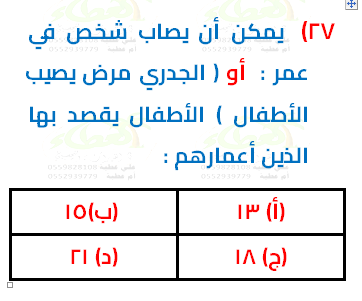 ٢٧) يمكن أن يصاب شخص في
عمر : أو ( الجدري مرض يصيب
الأطفال ) الأطفال يقصد بها
الذين أعمارهم :
(أ) ١٣ (ب)١٥
(ج) ١٨ (د) ٢١